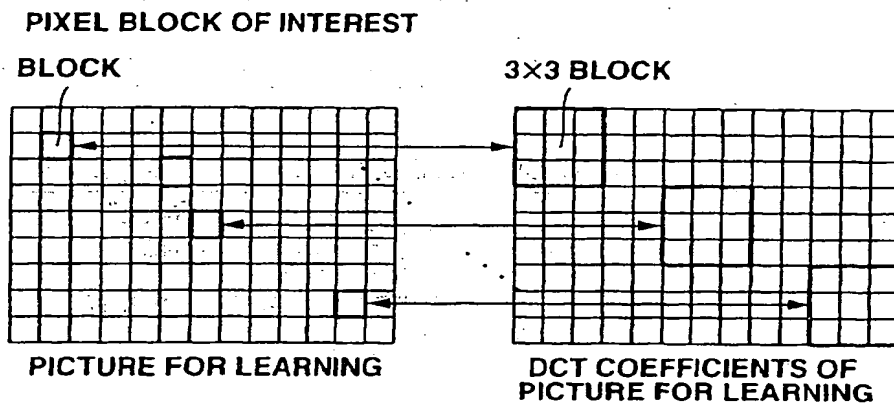 PIXEL BLOCK OF INTEREST
BLOCK
3×3 BLOCK
PICTURE FOR LEARNING
DCT COEFFICIENTS OF
PICTURE FOR LEARNING